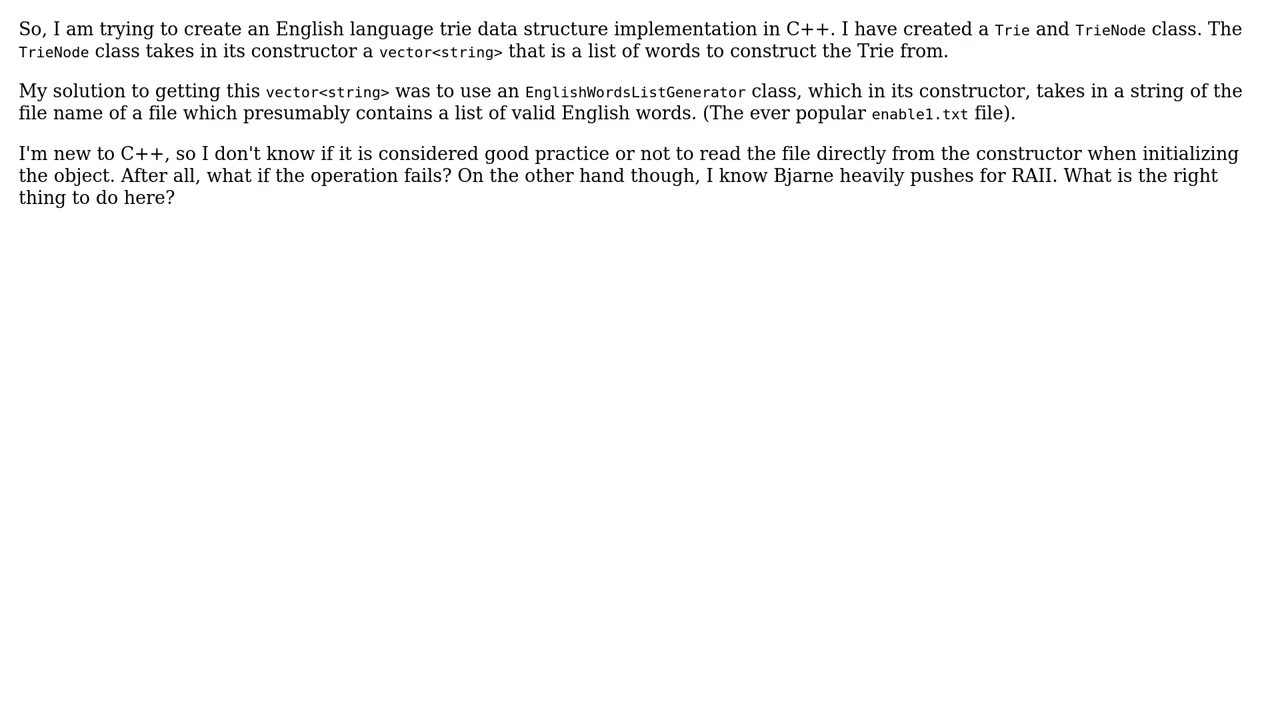 So, I am trying to create an English language trie data structure implementation in C++. I have created a Trie and TrieNode class. The
TrieNode class takes in its constructor a vector<string> that is a list of words to construct the Trie from.
My solution to getting this vector<string> was to use an EnglishWordsListGenerator class, which in its constructor, takes in a string of the
file name of a file which presumably contains a list of valid English words. (The ever popular enable1.txt file).
I'm new to C++, so I don't know if it is considered good practice or not to read the file directly from the constructor when initializing
the object. After all, what if the operation fails? On the other hand though, I know Bjarne heavily pushes for RAII. What is the right
thing to do here?